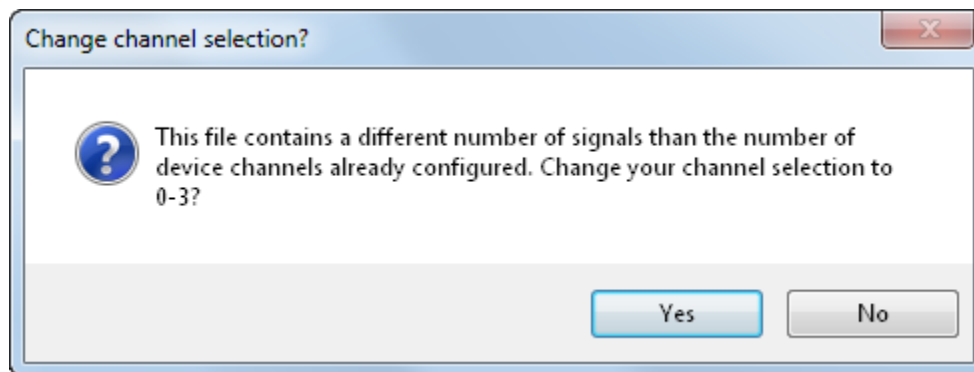 Change channel selection?
This file contains a different number of signals than the number of
device channels already configured. Change your channel selection to
0-3?
Yes
No